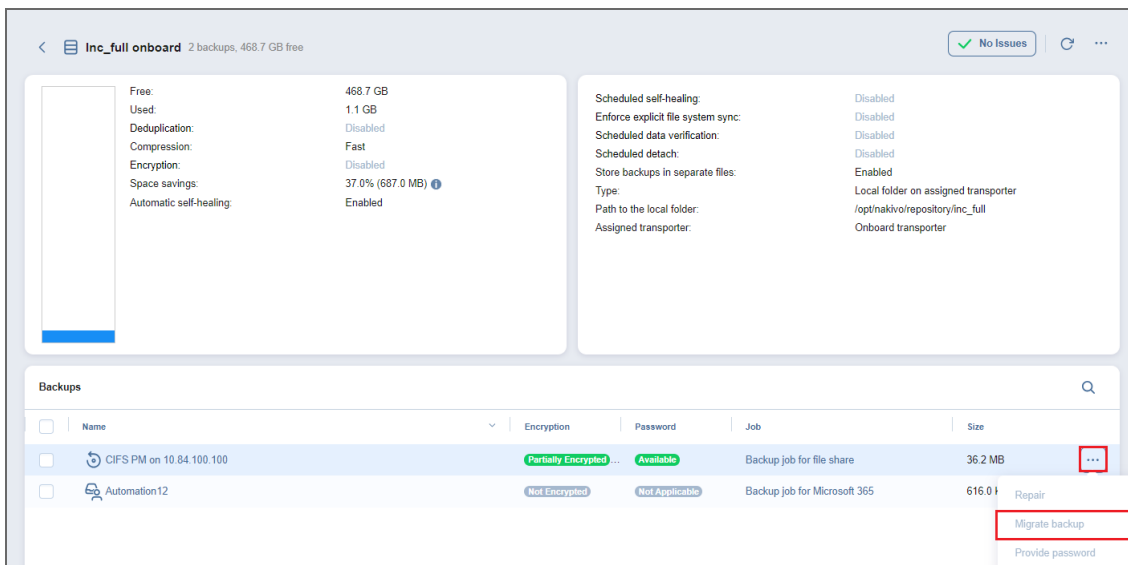 Inc_full onboard 2 backups, 468.7 GB free
No Issues
Free: 468.7 GB
Used: 1.1 GB
Deduplication: Disabled
Compression: Fast
Encryption: Disabled
Space savings: 37.0% (687.0 MB)
Automatic self-healing: Enabled
Scheduled self-healing: Disabled
Enforce explicit file system sync: Disabled
Scheduled data verification: Disabled
Scheduled detach: Disabled
Store backups in separate files: Enabled
Type: Local folder on assigned transporter
Path to the local folder: /opt/nakivo/repository/inc_full
Assigned transporter: Onboard transporter
Backups
Name Encryption Password Job Size
CIFS PM on 10.84.100.100 Partially Encrypted... Available Backup job for file share 36.2 MB
Automation12 Not Encrypted Not Applicable Backup job for Microsoft 365 616.0
Repair
Migrate backup
Provide password